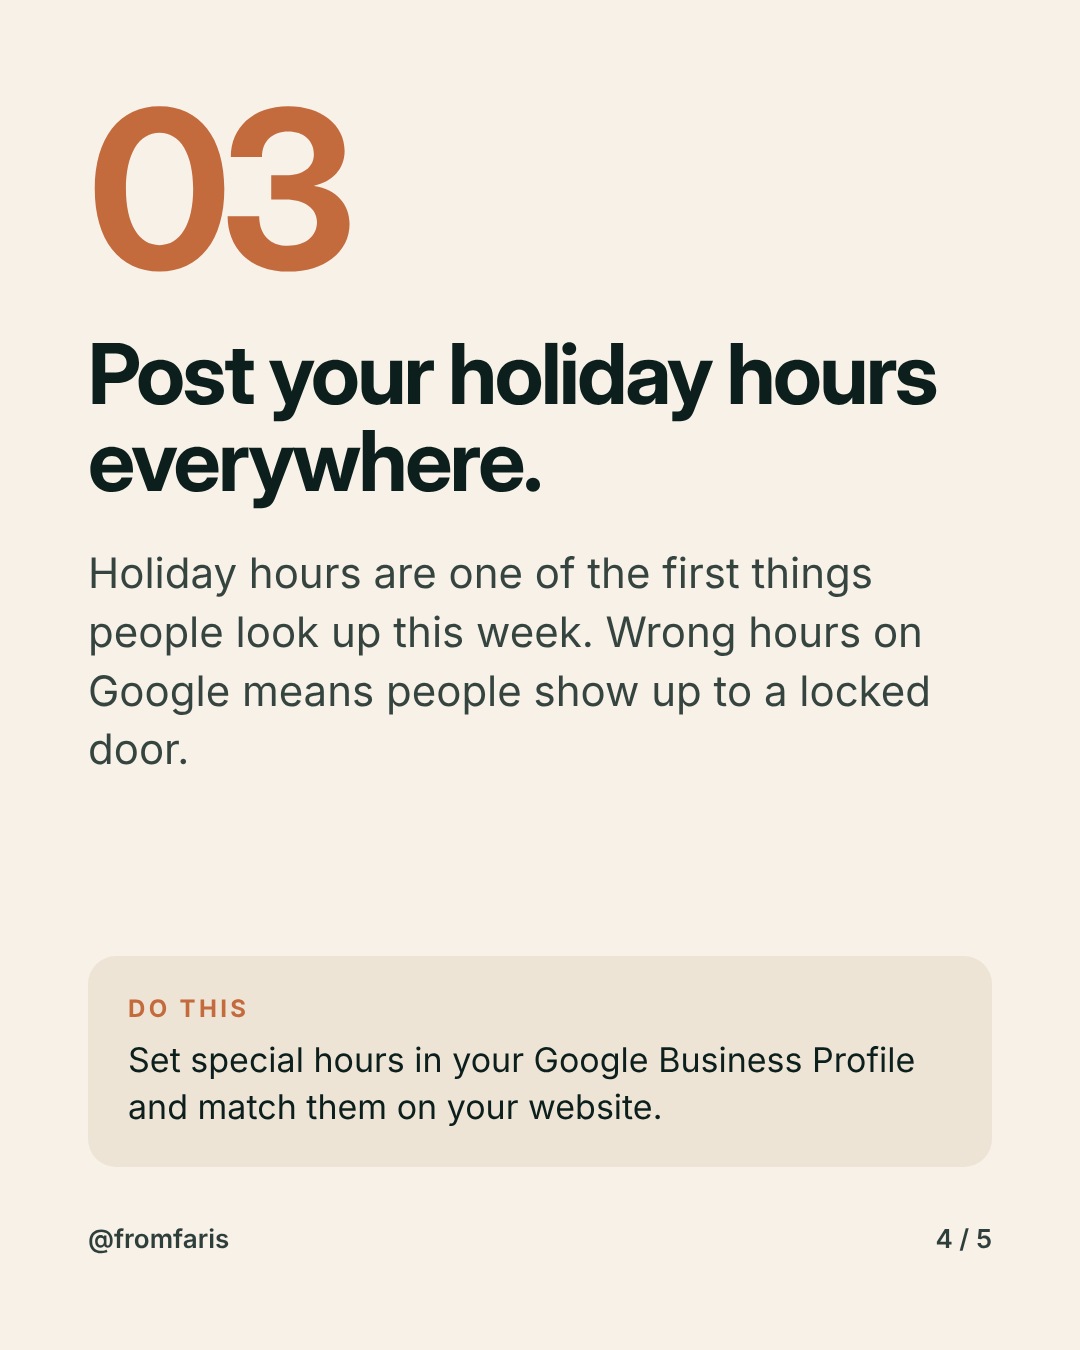 03
Post your holiday hours
everywhere.
Holiday hours are one of the first things
people look up this week. Wrong hours on
Google means people show up to a locked
door.
DO THIS
Set special hours in your Google Business Profile
and match them on your website.
@fromfaris
4 / 5